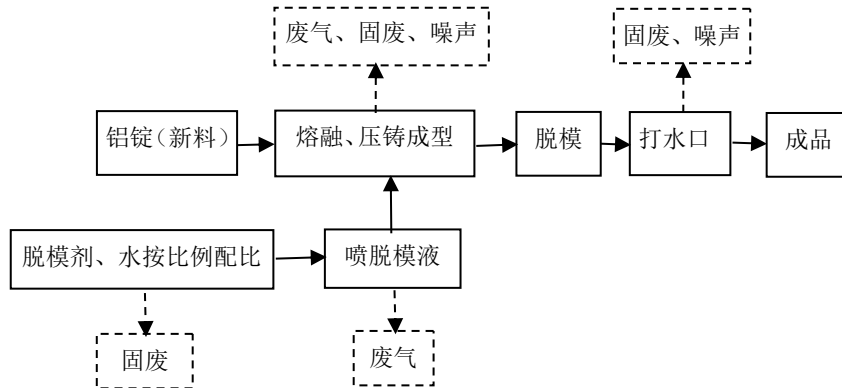 废气、固废、噪声
固废、噪声
铝锭（新料）
熔融、压铸成型
脱模
打水口
成品
脱模剂、水按比例配比
喷脱模液
固废
废气